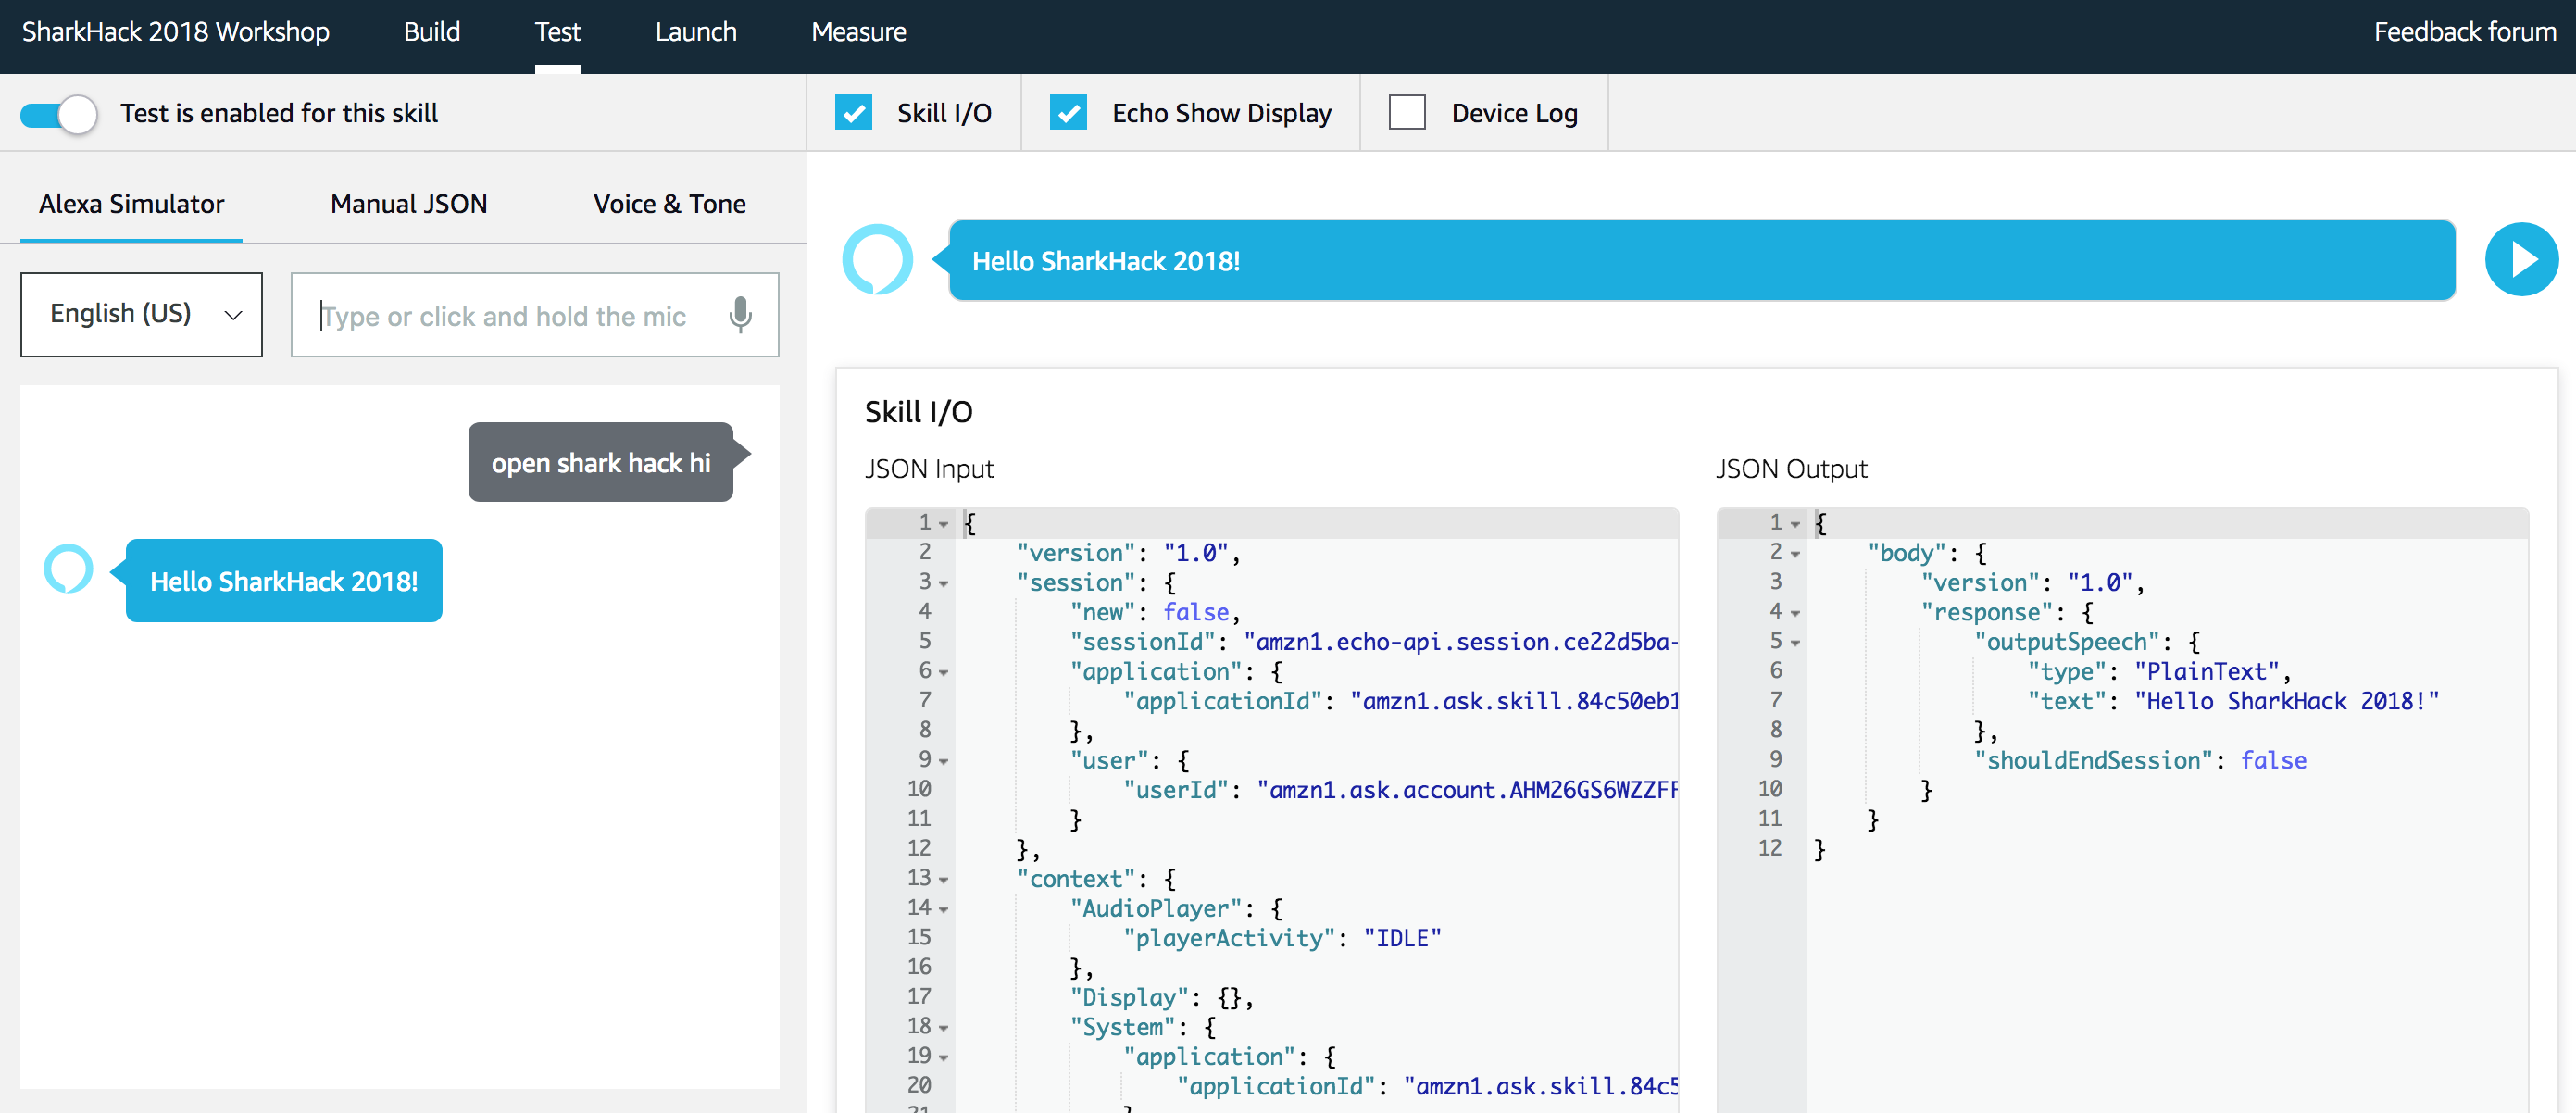 SharkHack 2018 Workshop Build Test Launch Measure Feedback forum
Test is enabled for this skill
Skill I/O Echo Show Display Device Log
Alexa Simulator Manual JSON Voice & Tone
English (US) Type or click and hold the mic
open shark hack hi
Hello SharkHack 2018!
Hello SharkHack 2018!
Skill I/O
JSON Input
1 {
2 "version": "1.0",
3 "session": {
4 "new": false,
5 "sessionId": "amzn1.echo-api.session.ce22d5ba-
6 "application": {
7 "applicationId": "amzn1.ask.skill.84c50eb1
8 },
9 "user": {
10 "userId": "amzn1.ask.account.AHM26GS6WZZFF
11 }
12 },
13 "context": {
14 "AudioPlayer": {
15 "playerActivity": "IDLE"
16 },
17 "Display": {},
18 "System": {
19 "application": {
20 "applicationId": "amzn1.ask.skill.84c5
21 }
JSON Output
1 {
2 "body": {
3 "version": "1.0",
4 "response": {
5 "outputSpeech": {
6 "type": "PlainText",
7 "text": "Hello SharkHack 2018!"
8 },
9 "shouldEndSession": false
10 }
11 }
12 }